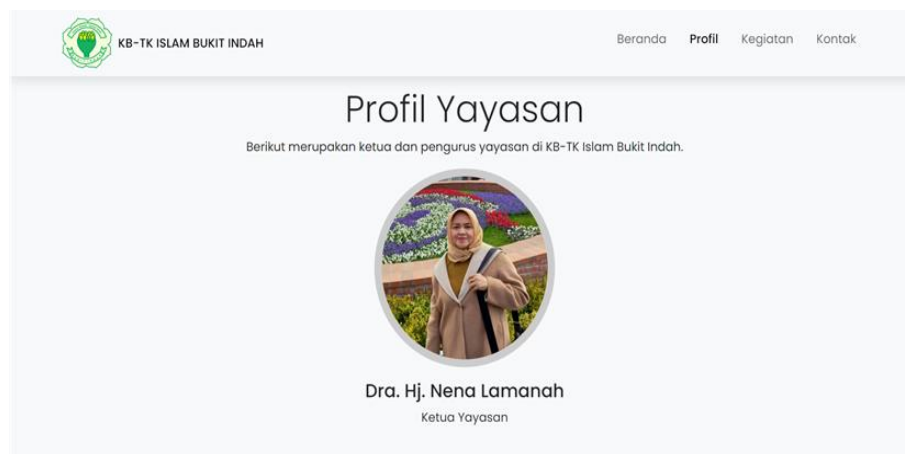 KB-TK ISLAM BUKIT INDAH
Beranda Profil Kegiatan Kontak
Profil Yayasan
Berikut merupakan ketua dan pengurus yayasan di KB-TK Islam Bukit Indah.
Dra. Hj. Nena Lamanah
Ketua Yayasan